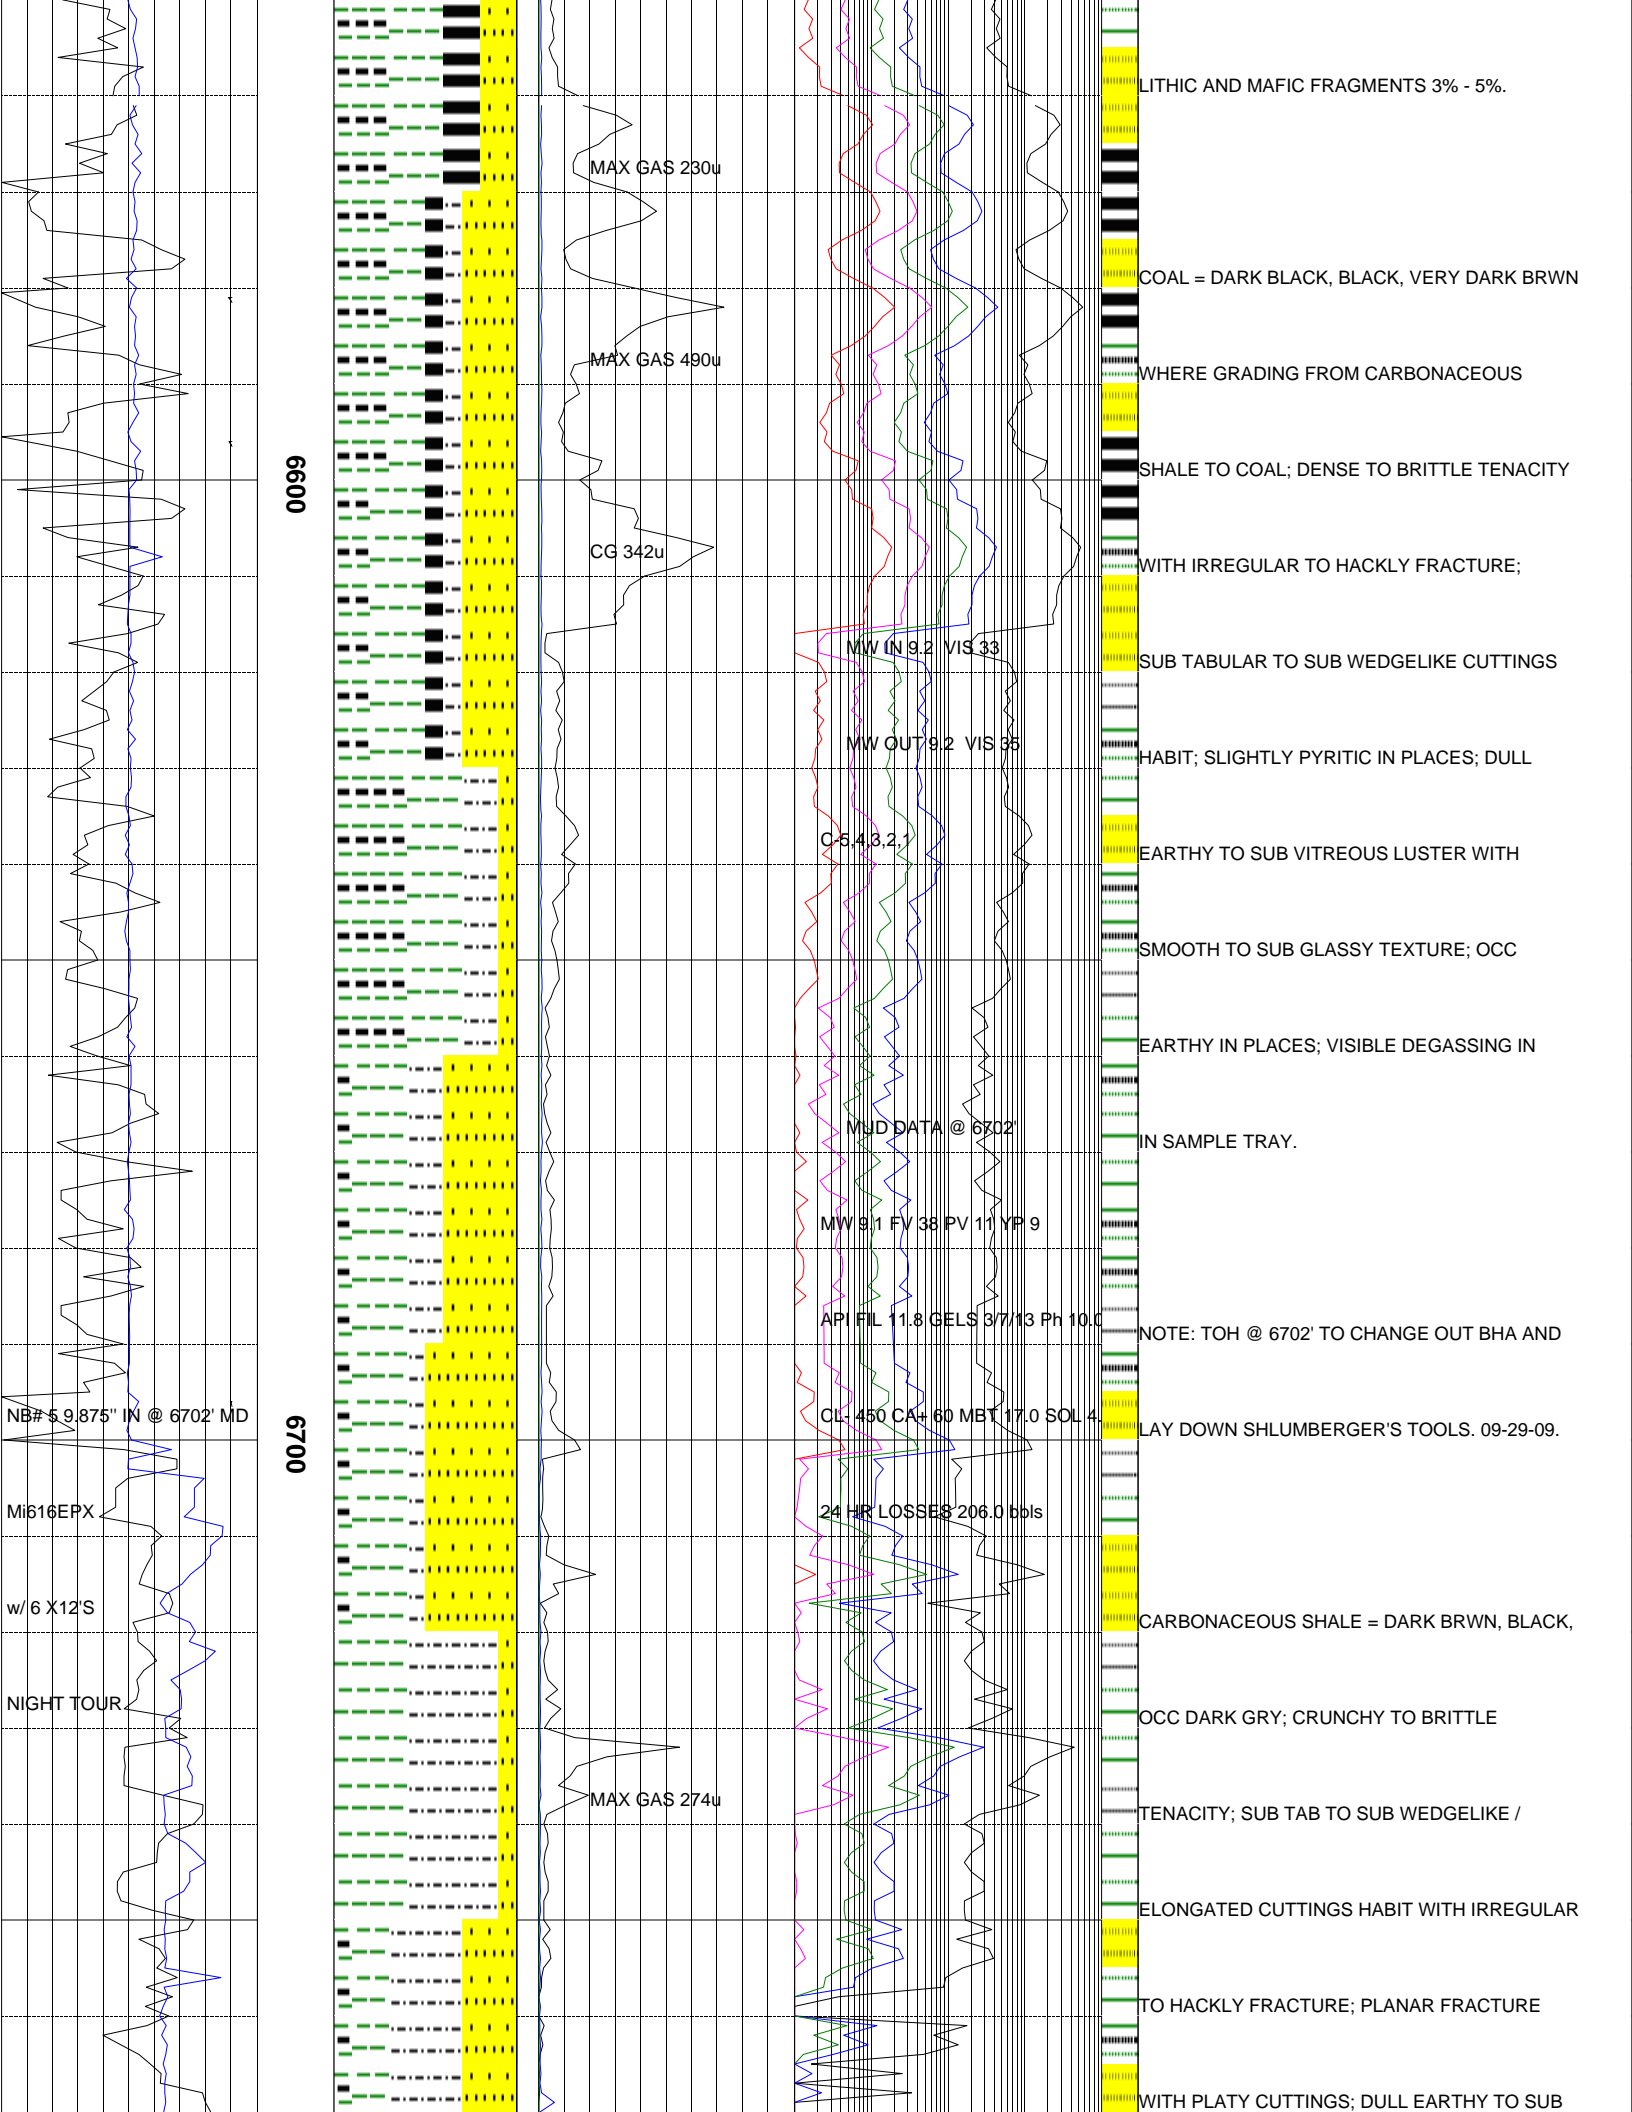 LITHIC AND MAFIC FRAGMENTS 3% - 5%.
MAX GAS 230u
COAL = DARK BLACK, BLACK, VERY DARK BRWN
MAX GAS 490u
WHERE GRADING FROM CARBONACEOUS
6600
SHALE TO COAL; DENSE TO BRITTLE TENACITY
CG 342u
WITH IRREGULAR TO HACKLY FRACTURE;
MW IN 9.2 VIS 33
SUB TABULAR TO SUB WEDGELIKE CUTTINGS
MW OUT 9.2 VIS 35
HABIT; SLIGHTLY PYRITIC IN PLACES; DULL
C-5,4,3,2,1
EARTHY TO SUB VITREOUS LUSTER WITH
SMOOTH TO SUB GLASSY TEXTURE; OCC
EARTHY IN PLACES; VISIBLE DEGASSING IN
MUD DATA @ 6702'
IN SAMPLE TRAY.
MW 9.1 FV 38 PV 11 YP 9
API FIL 11.8 GELS 3/7/13 Ph 10.0
NOTE: TOH @ 6702' TO CHANGE OUT BHA AND
NB# 5 9.875" IN @ 6702' MD
6700
CL- 450 CA+ 60 MBT 17.0 SOL 4.
LAY DOWN SHLUMBERGER'S TOOLS. 09-29-09.
Mi616EPX
24 HR LOSSES 206.0 bbls
w/ 6 X12'S
CARBONACEOUS SHALE = DARK BRWN, BLACK,
NIGHT TOUR
OCC DARK GRY; CRUNCHY TO BRITTLE
MAX GAS 274u
TENACITY; SUB TAB TO SUB WEDGELIKE /
ELONGATED CUTTINGS HABIT WITH IRREGULAR
TO HACKLY FRACTURE; PLANAR FRACTURE
WITH PLATY CUTTINGS; DULL EARTHY TO SUB